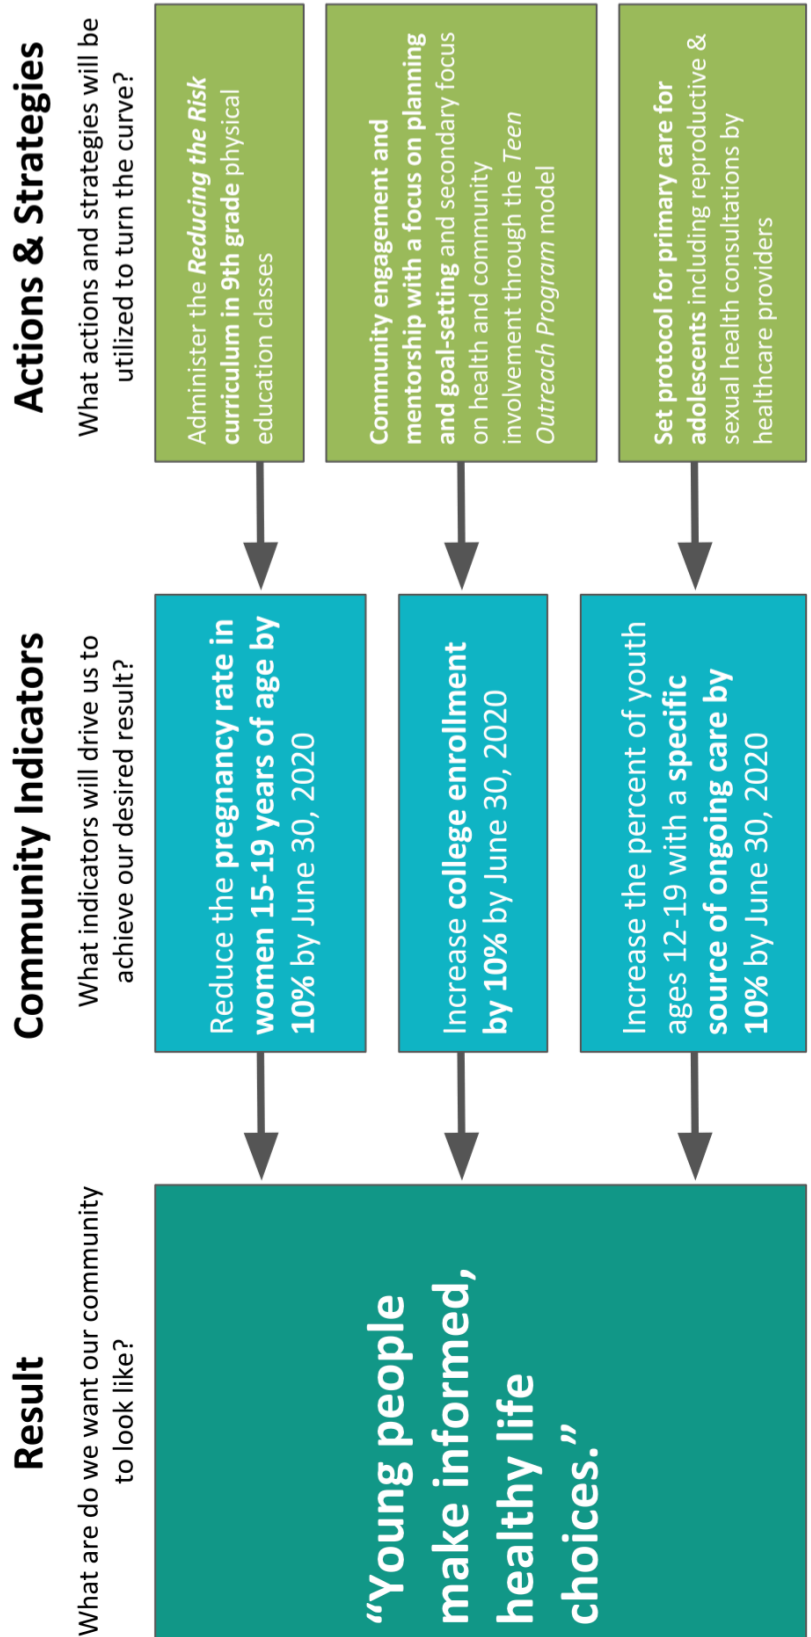 Result
What are do we want our community
to look like?
“Young people
make informed,
healthy life
choices.”
Community Indicators
What indicators will drive us to
achieve our desired result?
Reduce the pregnancy rate in
women 15-19 years of age by
10% by June 30, 2020
Increase college enrollment
by 10% by June 30, 2020
Increase the percent of youth
ages 12-19 with a specific
source of ongoing care by
10% by June 30, 2020
Actions & Strategies
What actions and strategies will be
utilized to turn the curve?
Administer the Reducing the Risk
curriculum in 9th grade physical
education classes
Community engagement and
mentorship with a focus on planning
and goal-setting and secondary focus
on health and community
involvement through the Teen
Outreach Program model
Set protocol for primary care for
adolescents including reproductive &
sexual health consultations by
healthcare providers